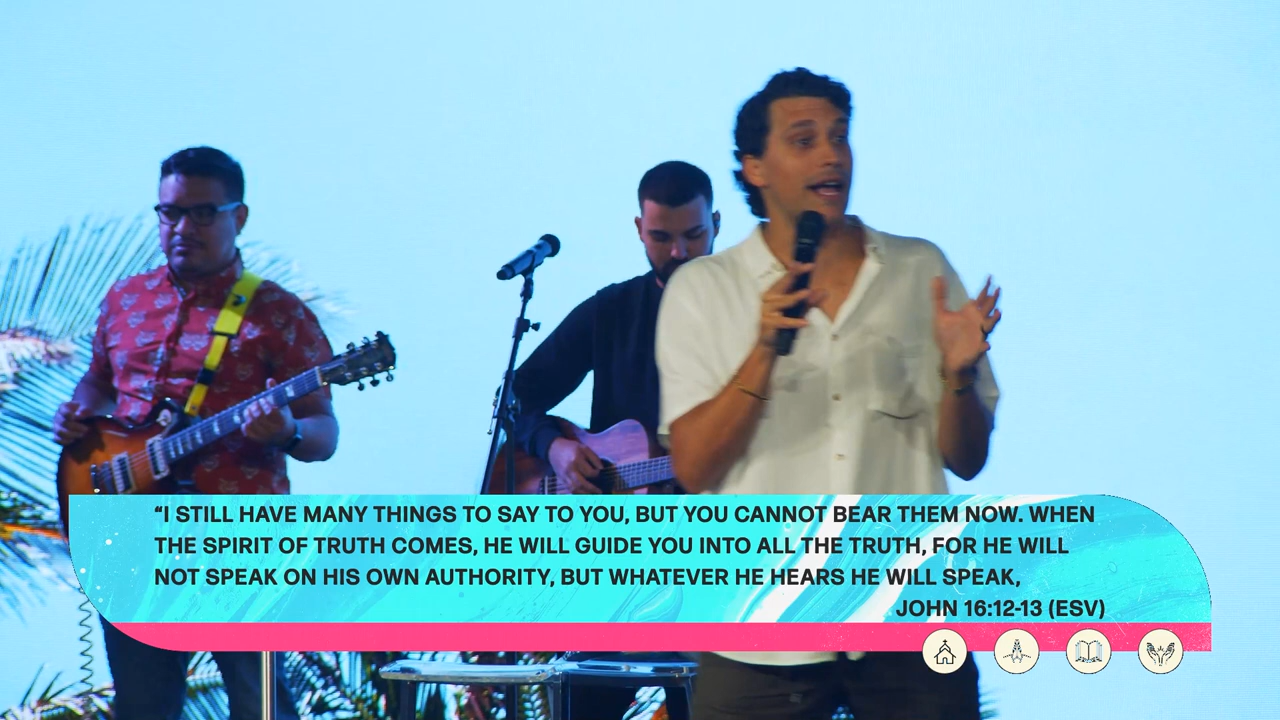 “I STILL HAVE MANY THINGS TO SAY TO YOU, BUT YOU CANNOT BEAR THEM NOW. WHEN
THE SPIRIT OF TRUTH COMES, HE WILL GUIDE YOU INTO ALL THE TRUTH, FOR HE WILL
NOT SPEAK ON HIS OWN AUTHORITY, BUT WHATEVER HE HEARS HE WILL SPEAK,
JOHN 16:12-13 (ESV)